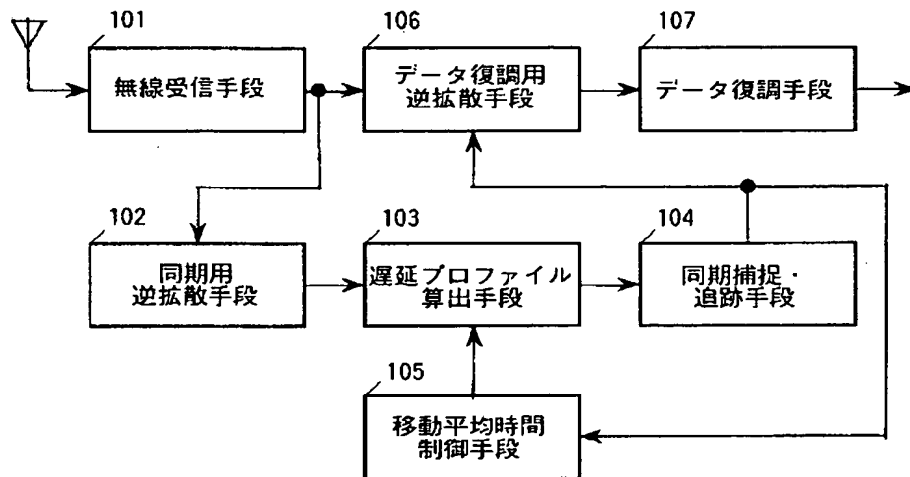 101
無線受信手段
106
データ復調用
逆拡散手段
107
データ復調手段
102
同期用
逆拡散手段
103
遅延プロファイル
算出手段
104
同期捕捉・
追跡手段
105
移動平均時間
制御手段